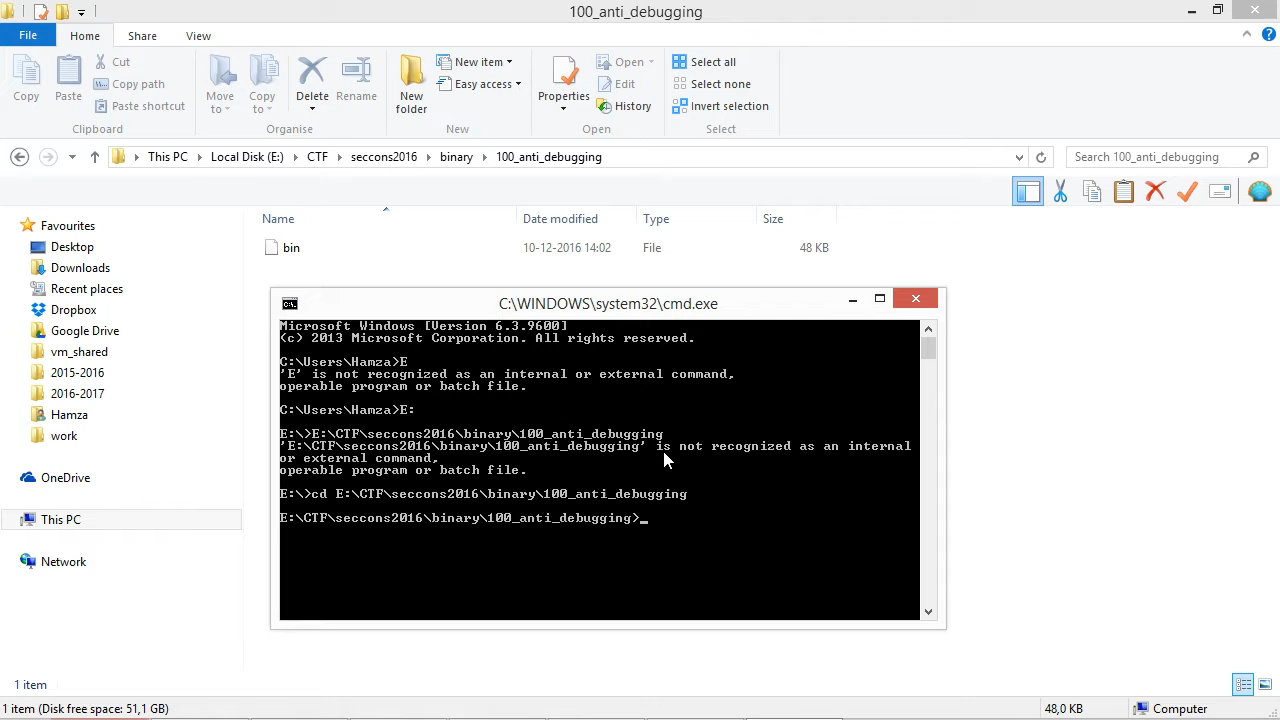 100_anti_debugging
File Home Share View
Copy
Paste
Cut
Copy path
Paste shortcut
Clipboard
Move to
Copy to
Delete
Rename
Organise
New folder
New item
Easy access
New
Properties
Open
Edit
History
Open
Select all
Select none
Invert selection
Select
This PC Local Disk (E:) CTF seccons2016 binary 100_anti_debugging
Search 100_anti_debugging
Name Date modified Type Size
bin 10-12-2016 14:02 File 48 KB
Favourites
Desktop
Downloads
Recent places
Dropbox
Google Drive
vm_shared
2015-2016
2016-2017
Hamza
work
OneDrive
This PC
Network
C:\WINDOWS\system32\cmd.exe
Microsoft Windows [Version 6.3.9600]
(c) 2013 Microsoft Corporation. All rights reserved.
C:\Users\Hamza>E
'E' is not recognized as an internal or external command,
operable program or batch file.
C:\Users\Hamza>E:
E:\>E:\CTF\seccons2016\binary\100_anti_debugging
'E:\CTF\seccons2016\binary\100_anti_debugging' is not recognized as an internal
or external command,
operable program or batch file.
E:\>cd E:\CTF\seccons2016\binary\100_anti_debugging
E:\CTF\seccons2016\binary\100_anti_debugging>_
1 item
1 item (Disk free space: 51,1 GB) 48,0 KB Computer